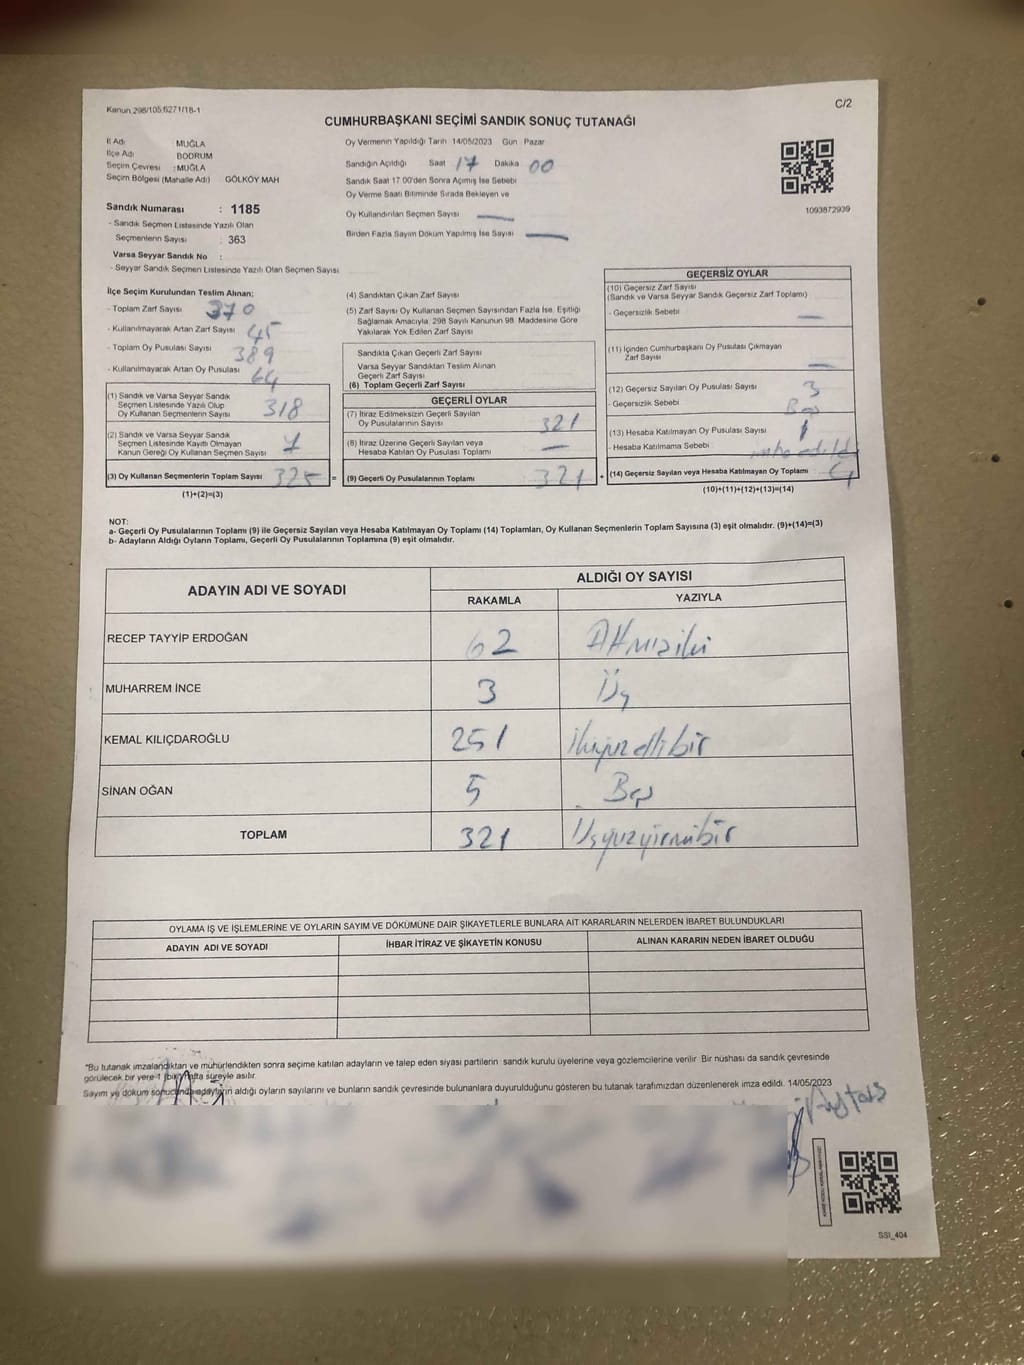 Kanun 298/105,6271/18-1
C/2
CUMHURBAŞKANI SEÇİMİ SANDIK SONUÇ TUTANAĞI
İl Adı MUĞLA
İlçe Adı BODRUM
Seçim Çevresi : MUĞLA
Seçim Bölgesi (Mahalle Adı) GÖLKÖY MAH
Sandık Numarası : 1185
- Sandık Seçmen Listesinde Yazılı Olan
Seçmenlerin Sayısı : 363
Varsa Seyyar Sandık No :
- Seyyar Sandık Seçmen Listesinde Yazılı Olan Seçmen Sayısı
Oy Vermenin Yapıldığı Tarih 14/05/2023 Gün Pazar
Sandığın Açıldığı Saat 17 Dakika 00
Sandık Saat 17:00'den Sonra Açımış İse Sebebi
Oy Verme Saati Bitiminde Sırada Bekleyen ve
Oy Kullandırılan Seçmen Sayısı —
Birden Fazla Sayım Döküm Yapılmış İse Sayısı —
1093872939
İlçe Seçim Kurulundan Teslim Alınan;
- Toplam Zarf Sayısı 370
- Kullanılmayarak Artan Zarf Sayısı 45
- Toplam Oy Pusulası Sayısı 389
- Kullanılmayarak Artan Oy Pusulası 64
(1) Sandık ve Varsa Seyyar Sandık
Seçmen Listesinde Yazılı Olup
Oy Kullanan Seçmenlerin Sayısı 318
(2) Sandık ve Varsa Seyyar Sandık
Seçmen Listesinde Kayıtlı Olmayan
Kanun Gereği Oy Kullanan Seçmen Sayısı 7
(3) Oy Kullanan Seçmenlerin Toplam Sayısı 325 =
(1)+(2)=(3)
(4) Sandıktan Çıkan Zarf Sayısı
(5) Zarf Sayısı Oy Kullanan Seçmen Sayısından Fazla İse, Eşitliği
Sağlamak Amacıyla, 298 Sayılı Kanunun 98. Maddesine Göre
Yakılarak Yok Edilen Zarf Sayısı
Sandıkta Çıkan Geçerli Zarf Sayısı
Varsa Seyyar Sandıktan Teslim Alınan
Geçerli Zarf Sayısı
(6) Toplam Geçerli Zarf Sayısı
GEÇERLİ OYLAR
(7) İtiraz Edilmeksizin Geçerli Sayılan
Oy Pusulalarının Sayısı 321
(8) İtiraz Üzerine Geçerli Sayılan veya
Hesaba Katılan Oy Pusulası Toplamı —
(9) Geçerli Oy Pusulalarının Toplamı 321 +
GEÇERSİZ OYLAR
(10) Geçersiz Zarf Sayısı
(Sandık ve Varsa Seyyar Sandık Geçersiz Zarf Toplamı)
- Geçersizlik Sebebi —
(11) İçinden Cumhurbaşkanı Oy Pusulası Çıkmayan
Zarf Sayısı —
(12) Geçersiz Sayılan Oy Pusulası Sayısı 3
- Geçersizlik Sebebi Boş
(13) Hesaba Katılmayan Oy Pusulası Sayısı 1
- Hesaba Katılmama Sebebi imha edildi
(14) Geçersiz Sayılan veya Hesaba Katılmayan Oy Toplamı 4
(10)+(11)+(12)+(13)=(14)
NOT:
a- Geçerli Oy Pusulalarının Toplamı (9) ile Geçersiz Sayılan veya Hesaba Katılmayan Oy Toplamı (14) Toplamları, Oy Kullanan Seçmenlerin Toplam Sayısına (3) eşit olmalıdır. (9)+(14)=(3)
b- Adayların Aldığı Oyların Toplamı, Geçerli Oy Pusulalarının Toplamına (9) eşit olmalıdır.
ADAYIN ADI VE SOYADI
ALDIĞI OY SAYISI
RAKAMLA YAZIYLA
RECEP TAYYİP ERDOĞAN 62 Altmışiki
MUHARREM İNCE 3 Üç
KEMAL KILIÇDAROĞLU 251 ikiyüz elli bir
SİNAN OĞAN 5 Beş
TOPLAM 321 Üçyüzyirmibir
OYLAMA İŞ VE İŞLEMLERİNE VE OYLARIN SAYIM VE DÖKÜMÜNE DAİR ŞİKAYETLERLE BUNLARA AİT KARARLARIN NELERDEN İBARET BULUNDUKLARI
ADAYIN ADI VE SOYADI İHBAR İTİRAZ VE ŞİKAYETİN KONUSU ALINAN KARARIN NEDEN İBARET OLDUĞU
*Bu tutanak imzalandıktan ve mühürlendikten sonra seçime katılan adayların ve talep eden siyasi partilerin sandık kurulu üyelerine veya gözlemcilerine verilir. Bir nüshası da sandık çevresinde
görülecek bir yere 1 (bir) hafta süreyle asılır.
Sayım ve döküm sonucunda adayların aldığı oyların sayılarını ve bunların sandık çevresinde bulunanlara duyurulduğunu gösteren bu tutanak tarafımızdan düzenlenerek imza edildi. 14/05/2023
SSI_404